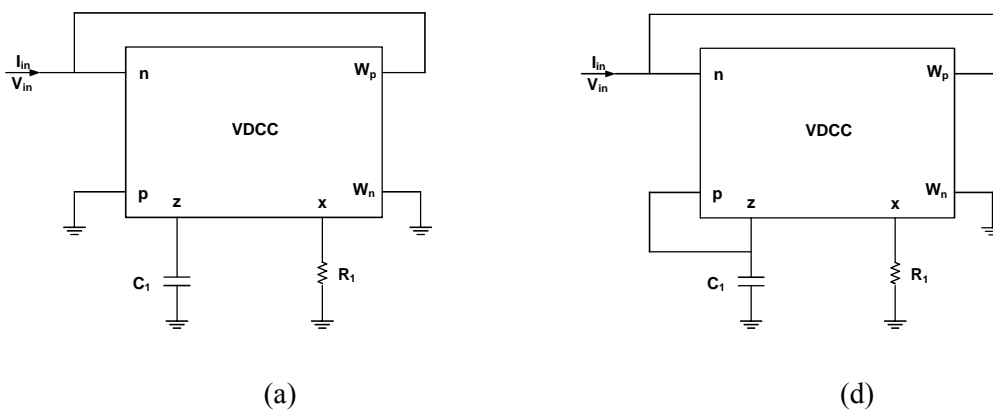 I_in
V_in
n
W_p
VDCC
p
z
x
W_n
C_1
R_1
(a)
I_in
V_in
n
W_p
VDCC
p
z
x
W_n
C_1
R_1
(d)